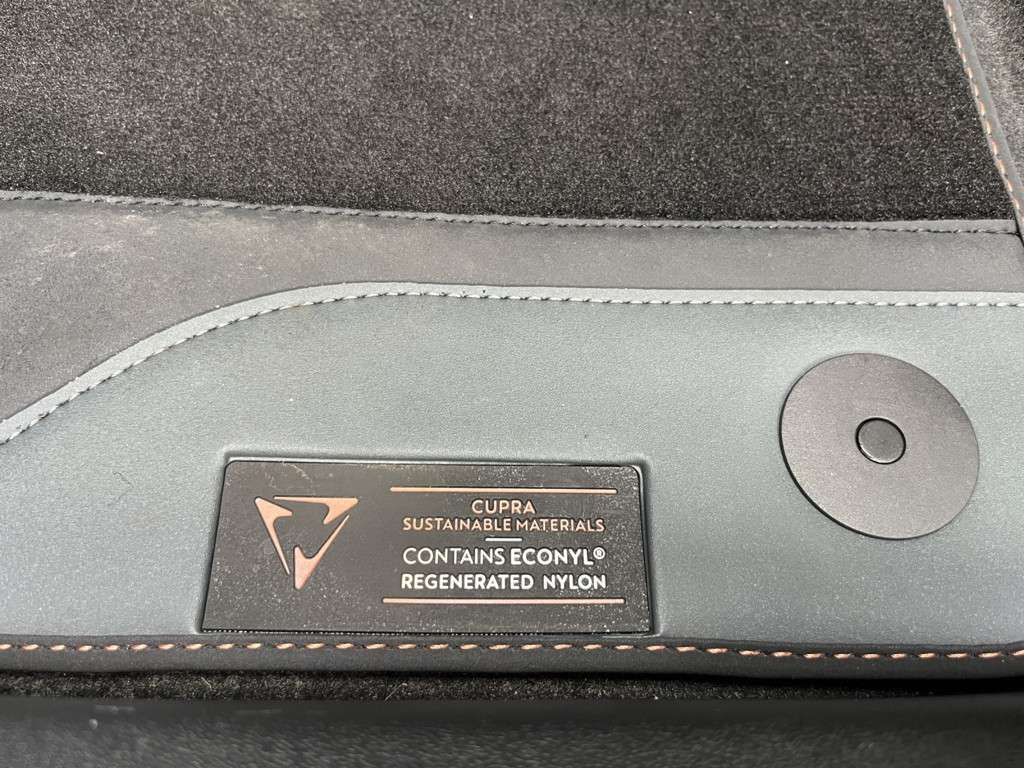 CUPRA
SUSTAINABLE MATERIALS
CONTAINS ECONYL®
REGENERATED NYLON